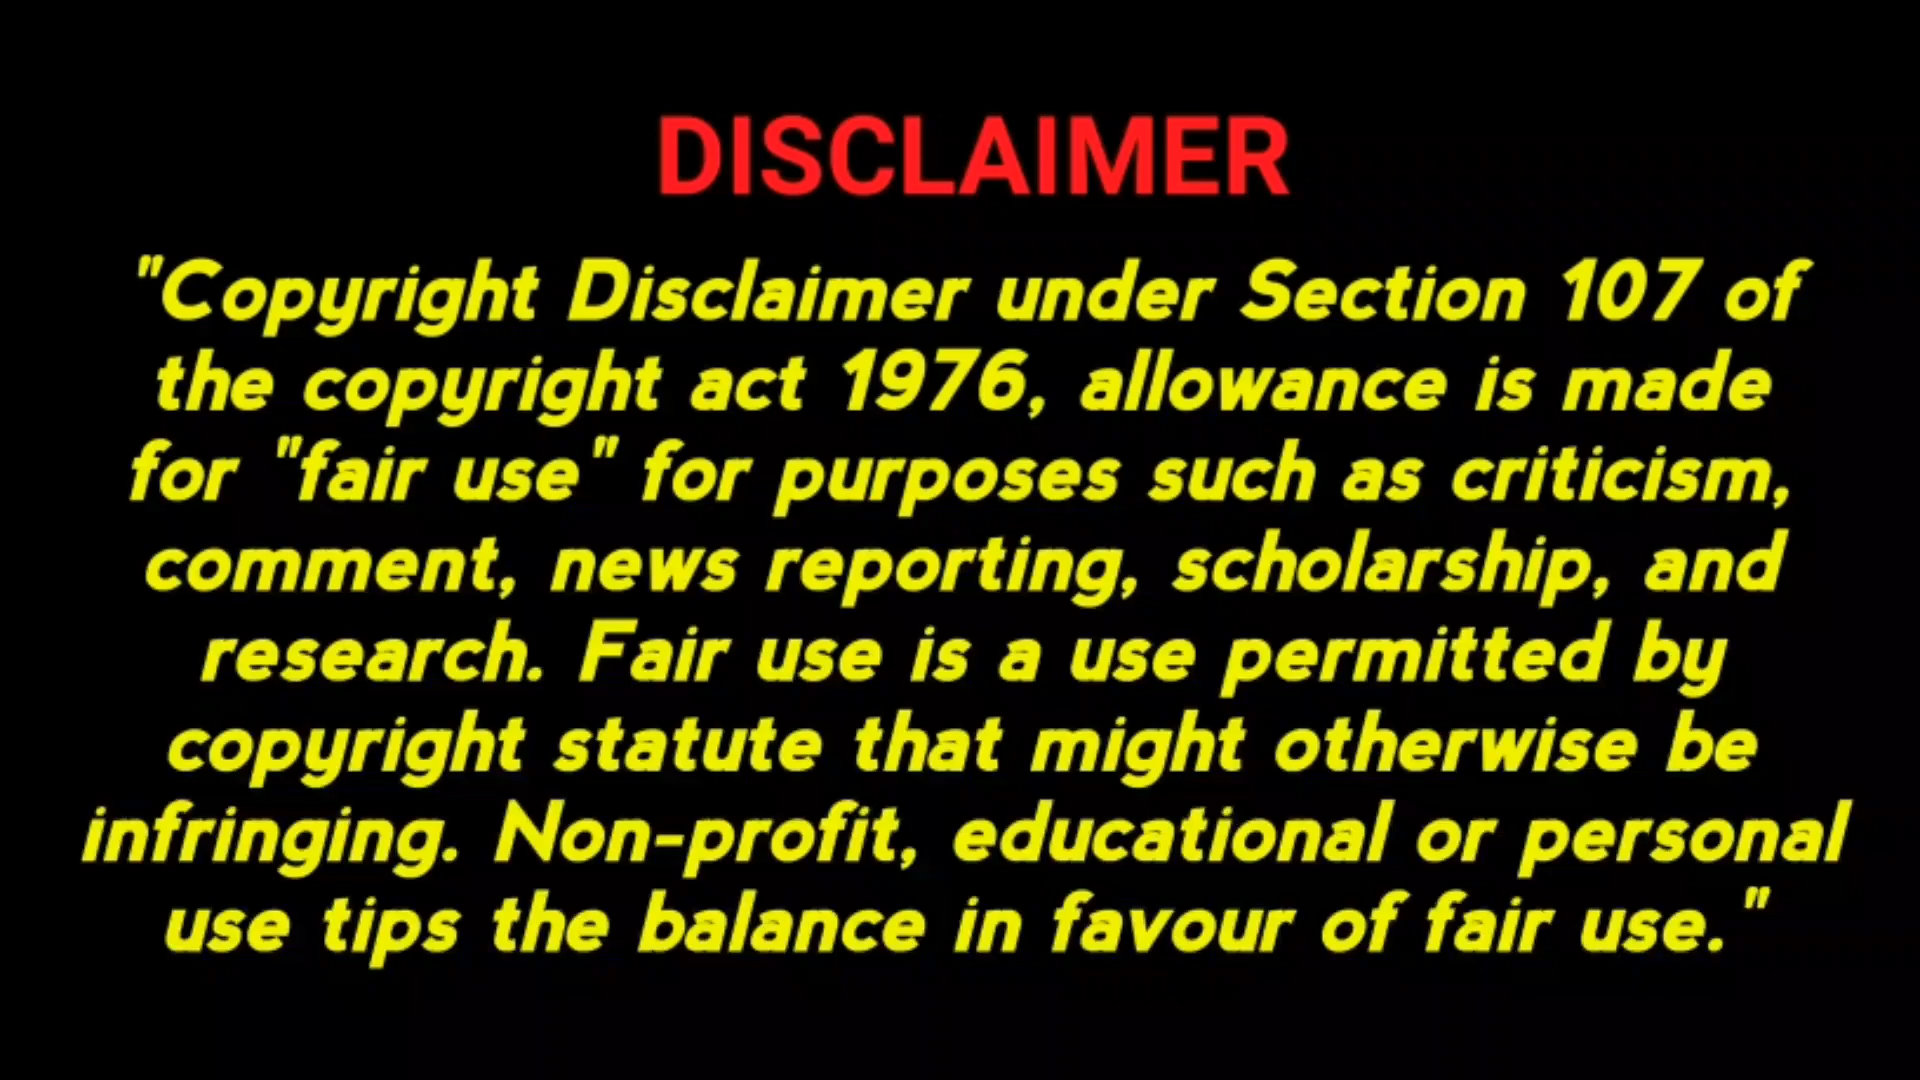 DISCLAIMER
"Copyright Disclaimer under Section 107 of
the copyright act 1976, allowance is made
for "fair use" for purposes such as criticism,
comment, news reporting, scholarship, and
research. Fair use is a use permitted by
copyright statute that might otherwise be
infringing. Non-profit, educational or personal
use tips the balance in favour of fair use."